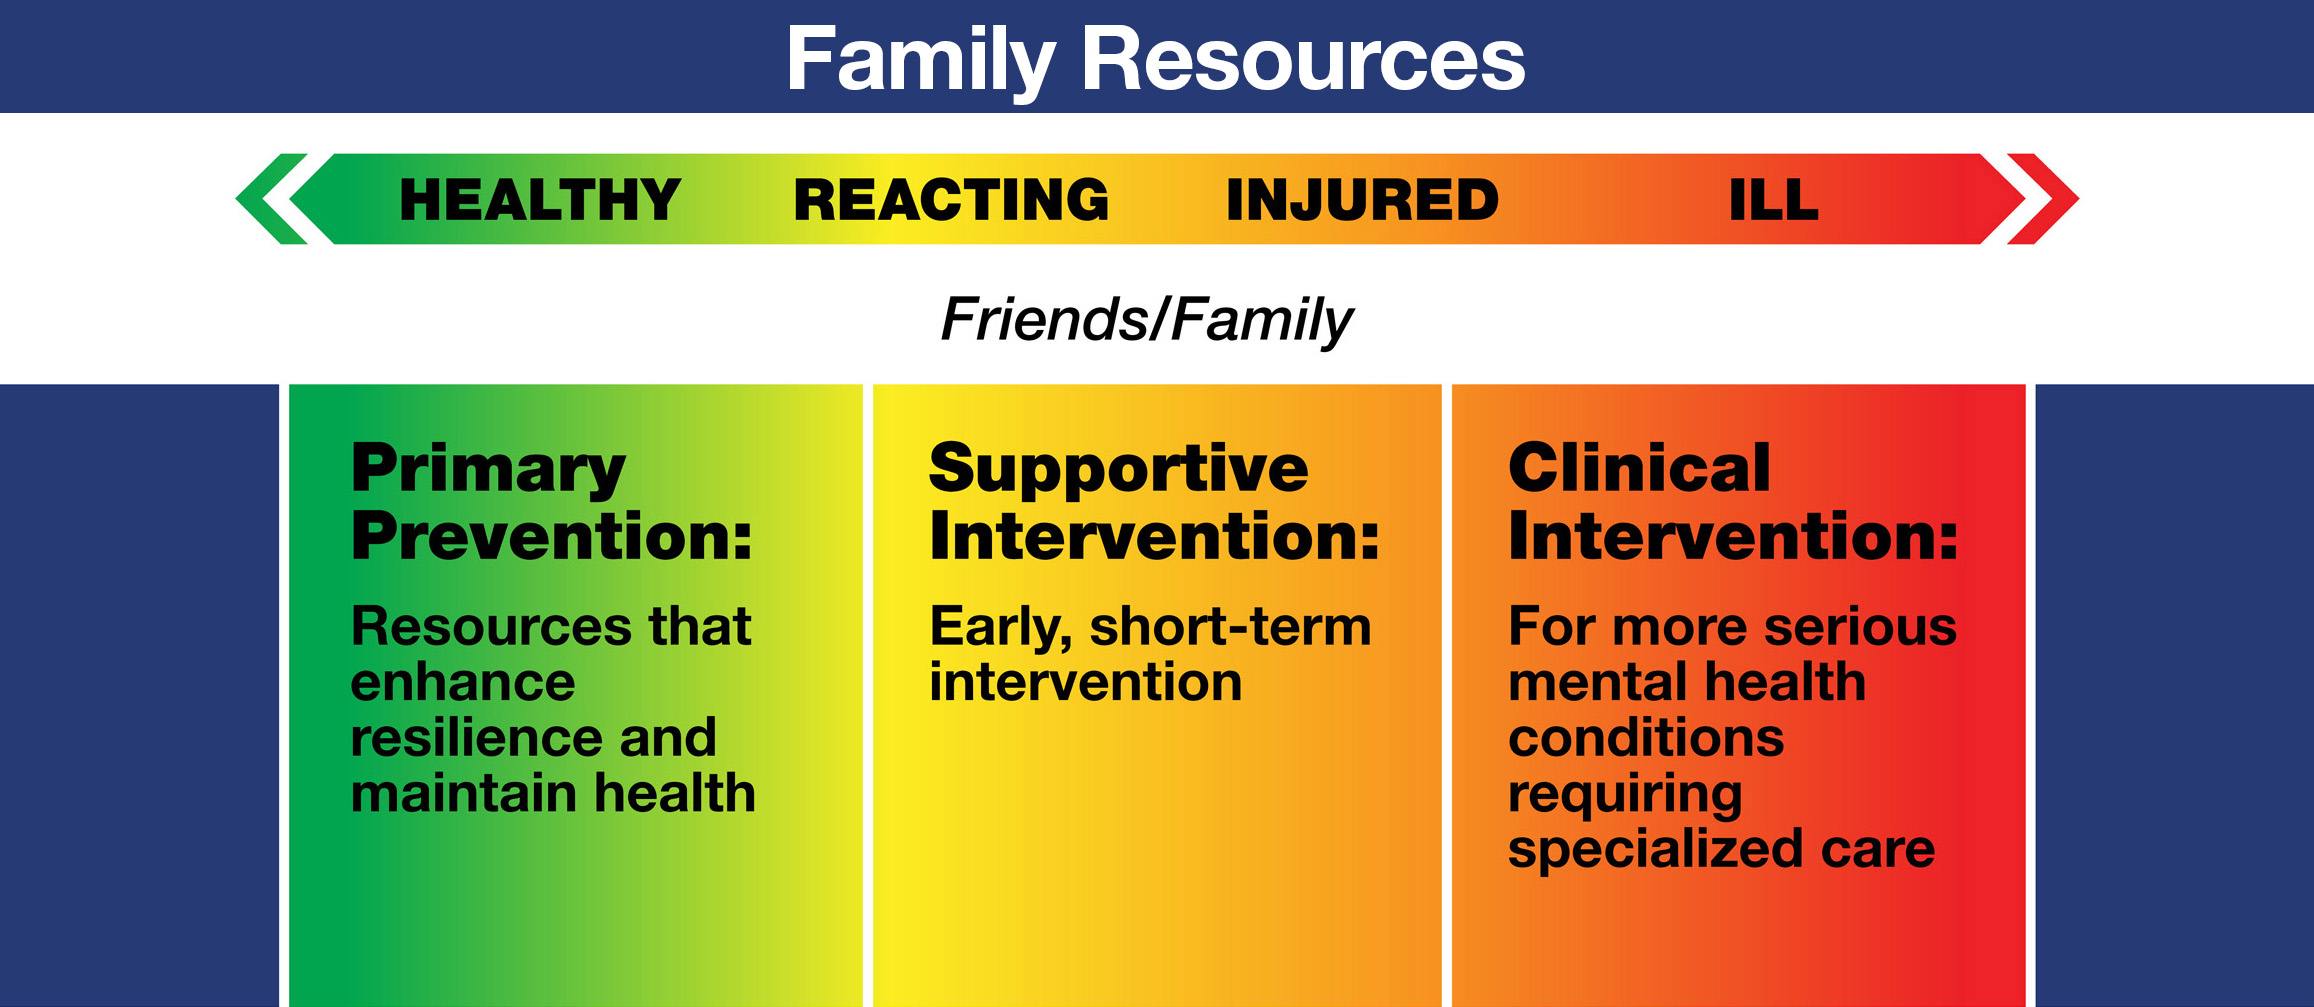 Family Resources
HEALTHY REACTING INJURED ILL
Friends/Family
Primary
Prevention:
Resources that
enhance
resilience and
maintain health
Supportive
Intervention:
Early, short-term
intervention
Clinical
Intervention:
For more serious
mental health
conditions
requiring
specialized care